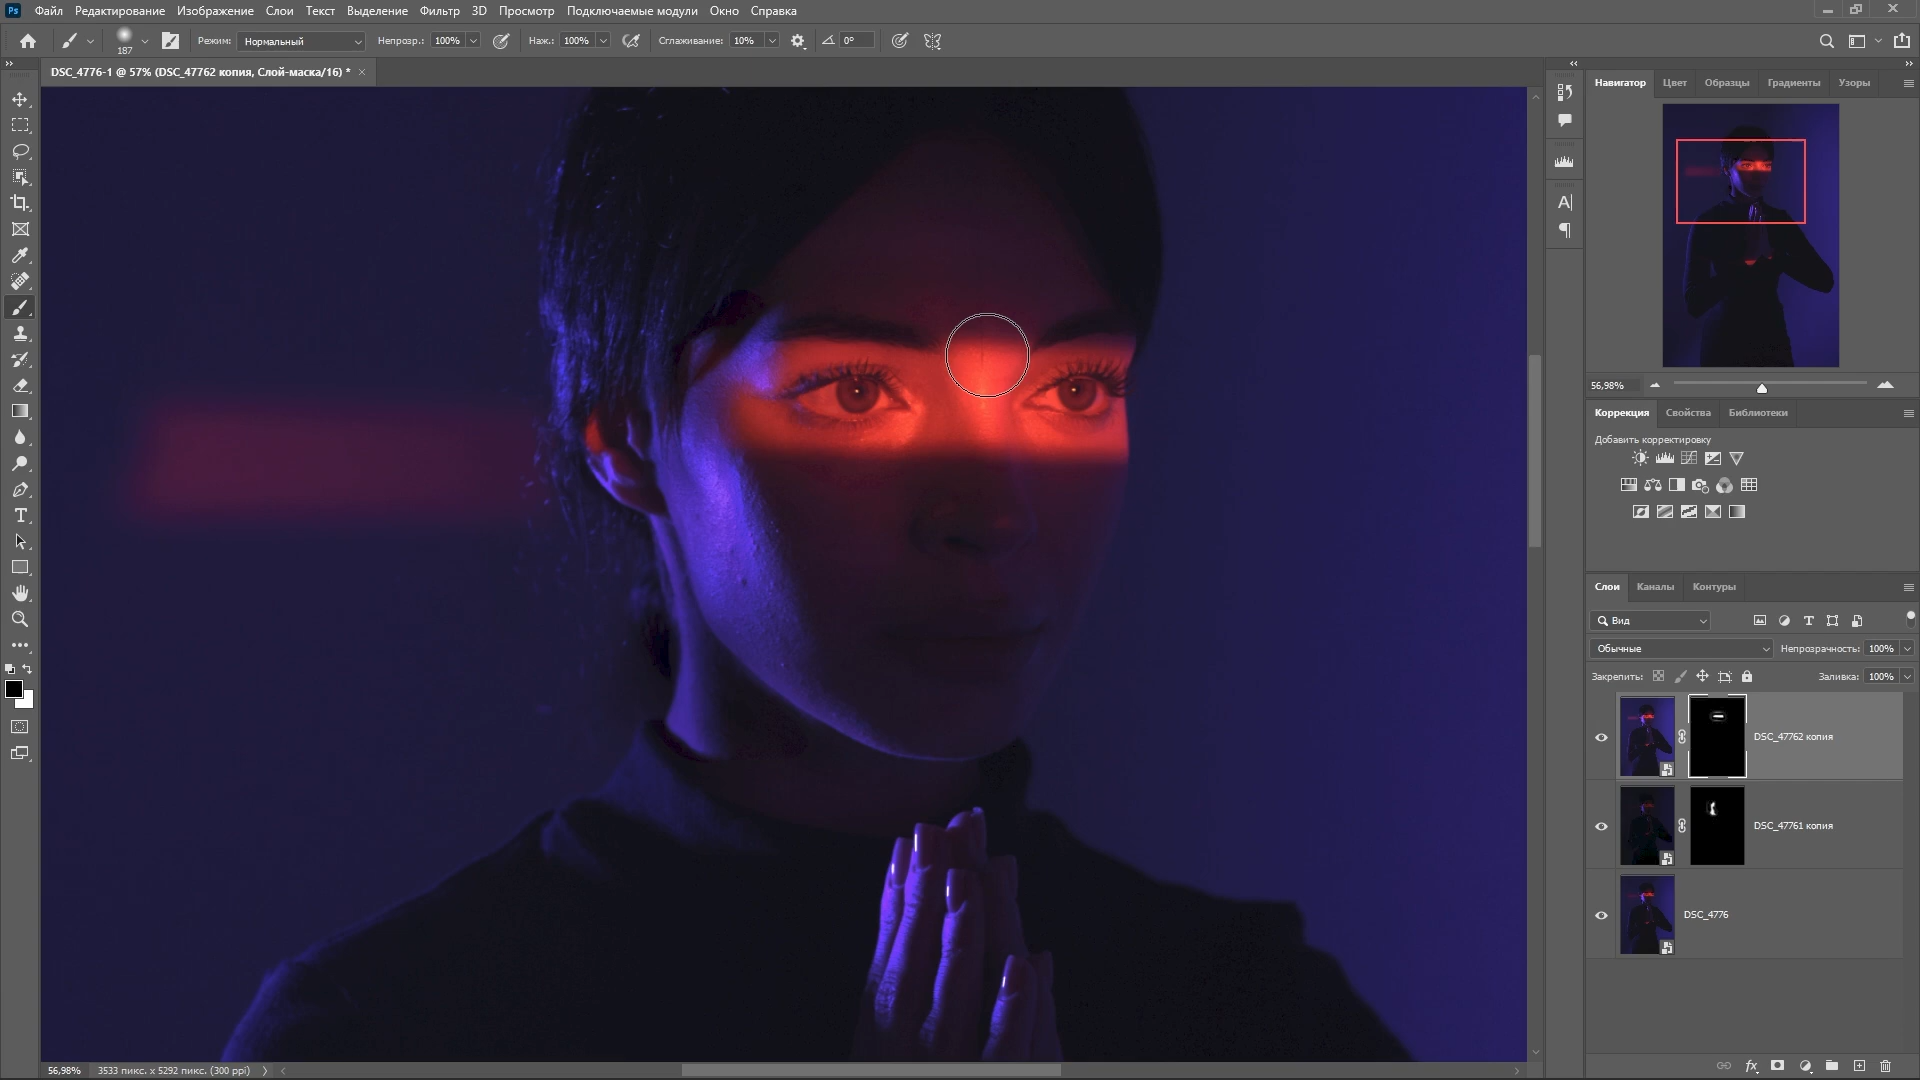 Ps Файл Редактирование Изображение Слои Текст Выделение Фильтр 3D Просмотр Подключаемые модули Окно Справка
187 Режим: Нормальный Непрозр.: 100% Наж.: 100% Сглаживание: 10% 0°
DSC_4776-1 @ 57% (DSC_47762 копия, Слой-маска/16) * ×
Навигатор Цвет Образцы Градиенты Узоры
56,98%
Коррекция Свойства Библиотеки
Добавить корректировку
Слои Каналы Контуры
Вид
Обычные Непрозрачность: 100%
Закрепить: Заливка: 100%
DSC_47762 копия
DSC_47761 копия
DSC_4776
56,98% 3533 пикс. x 5292 пикс. (300 ppi)